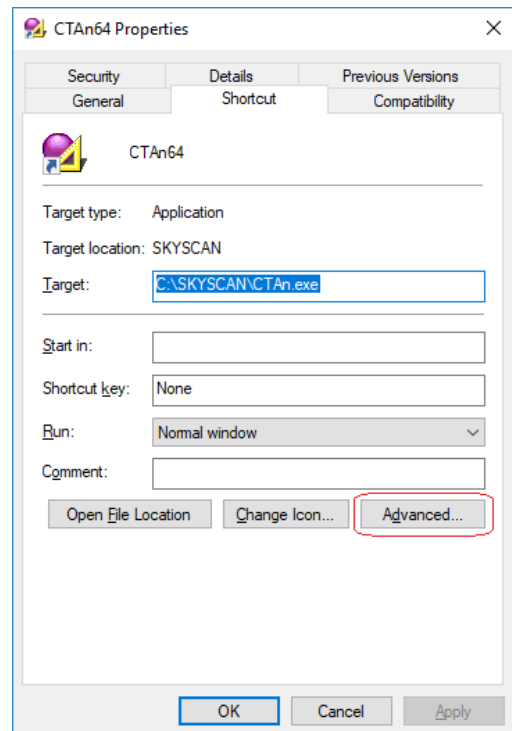 CTAn64 Properties
Security Details Previous Versions
General Shortcut Compatibility
CTAn64
Target type: Application
Target location: SKYSCAN
Target: C:\SKYSCAN\CTAn.exe
Start in:
Shortcut key: None
Run: Normal window
Comment:
Open File Location Change Icon... Advanced...
OK Cancel Apply